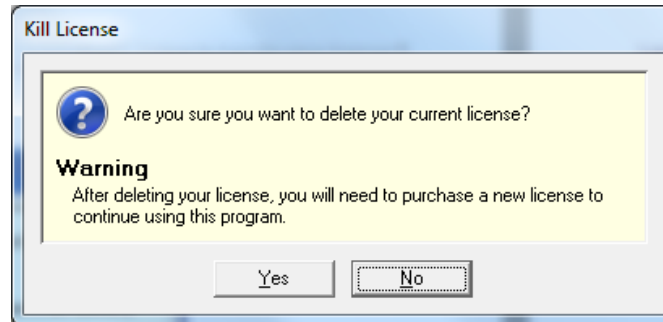 Kill License
Are you sure you want to delete your current license?
Warning
After deleting your license, you will need to purchase a new license to
continue using this program.
Yes
No